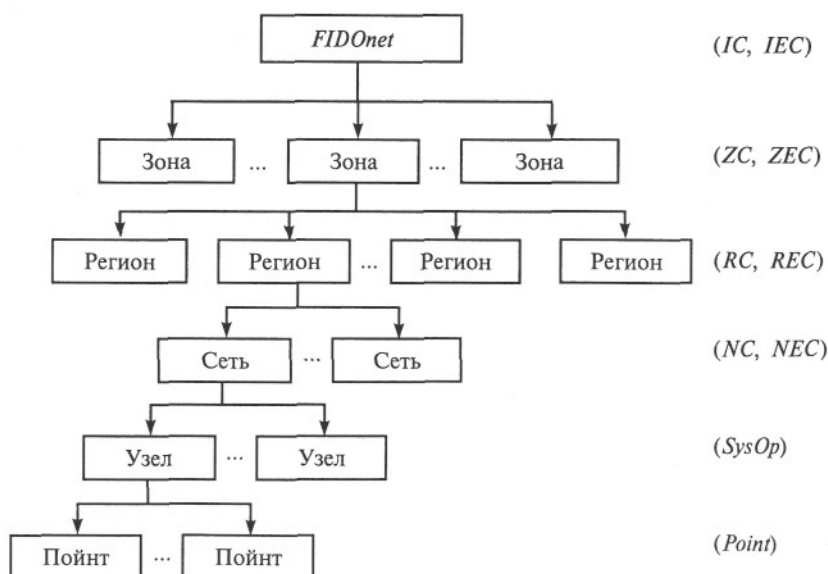 FIDOnet (IC, IEC)
Зона ... Зона ... Зона (ZC, ZEC)
Регион Регион ... Регион Регион (RC, REC)
Сеть ... Сеть (NC, NEC)
Узел ... Узел (SysOp)
Пойнт ... Пойнт (Point)